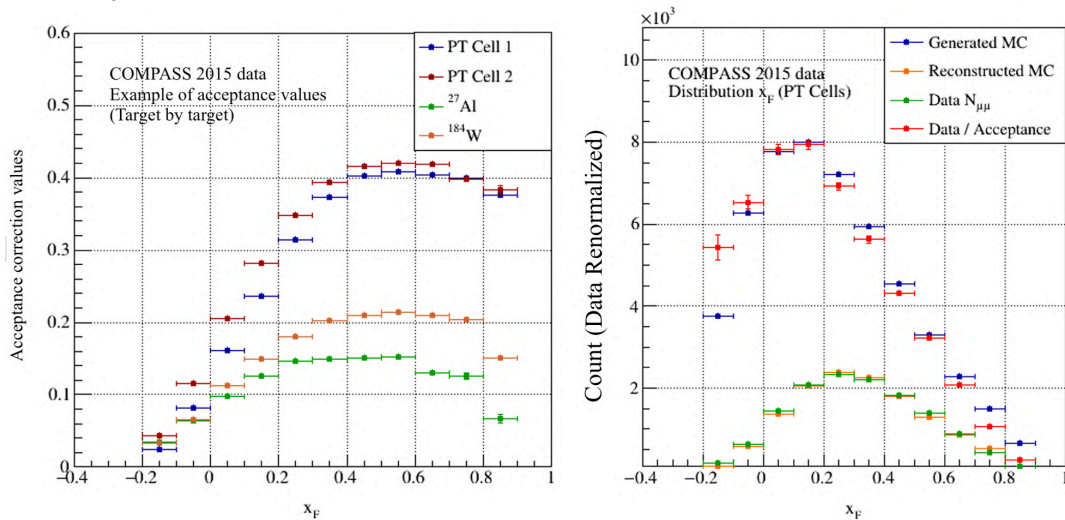 0.6
0.5
0.4
0.3
0.2
0.1
0
−0.4
−0.2
0
0.2
0.4
0.6
0.8
1
x_F
Acceptance correction values
COMPASS 2015 data
Example of acceptance values
(Target by target)
PT Cell 1
PT Cell 2
²⁷Al
¹⁸⁴W
×10³
10
8
6
4
2
−0.4
−0.2
0
0.2
0.4
0.6
0.8
1
x_F
Count (Data Renormalized)
COMPASS 2015 data
Distribution x_F (PT Cells)
Generated MC
Reconstructed MC
Data N_μμ
Data / Acceptance